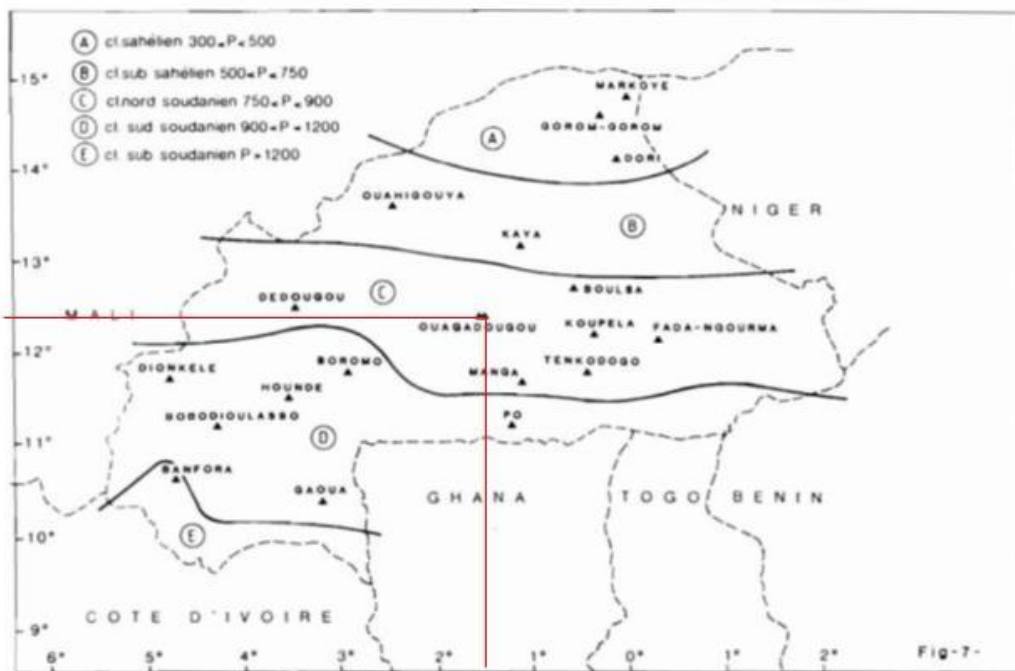 Ⓐ cl.sahélien 300<P<500
Ⓑ cl.sub sahélien 500<P<750
Ⓒ cl.nord soudanien 750<P<900
Ⓓ cl. sud soudanien 900<P<1200
Ⓔ cl. sub soudanien P>1200
15°
MARKOYE
GOROM-GOROM
A
DORI
14°
OUAHIGOUYA
NIGER
B
KAYA
13°
BOULSA
C
DEDOUGOU
MALI
OUAGADOUGOU
KOUPELA
FADA-NGOURMA
12°
BOROMO
TENKODOGO
DIONKELE
MANGA
HOUNDE
BOBODIOULASSO
PO
11°
D
BANFORA
GAOUA
GHANA
TOGO
BENIN
10°
E
COTE D'IVOIRE
9°
6° 5° 4° 3° 2° 1° 0° 1° 2°
Fig-7-